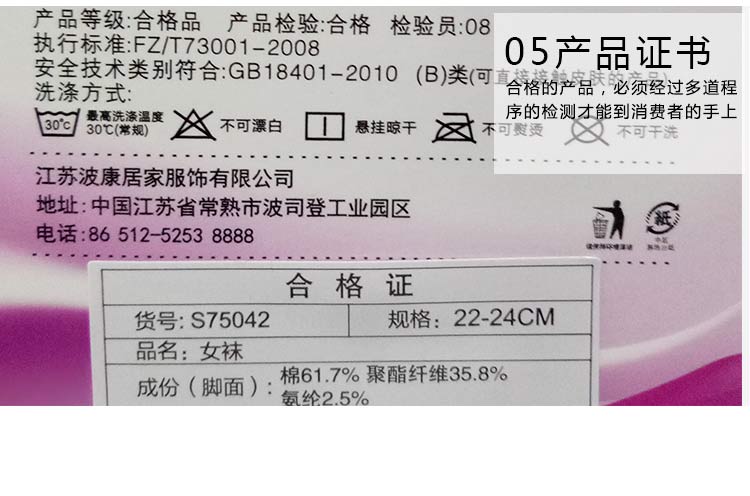 产品等级:合格品 产品检验:合格 检验员:08
执行标准:FZ/T73001-2008
安全技术类别符合:GB18401-2010 (B)类(可直接接触皮肤的产品)
洗涤方式:
30℃
最高洗涤温度
30℃(常规)
不可漂白
悬挂晾干
不可熨烫
不可干洗
05产品证书
合格的产品，必须经过多道程
序的检测才能到消费者的手上
江苏波康居家服饰有限公司
地址:中国江苏省常熟市波司登工业园区
电话:86 512-5253 8888
请保持环境清洁
合 格 证
货号: S75042
规格: 22-24CM
品名: 女袜
成份（脚面）: 棉61.7% 聚酯纤维35.8%
氨纶2.5%